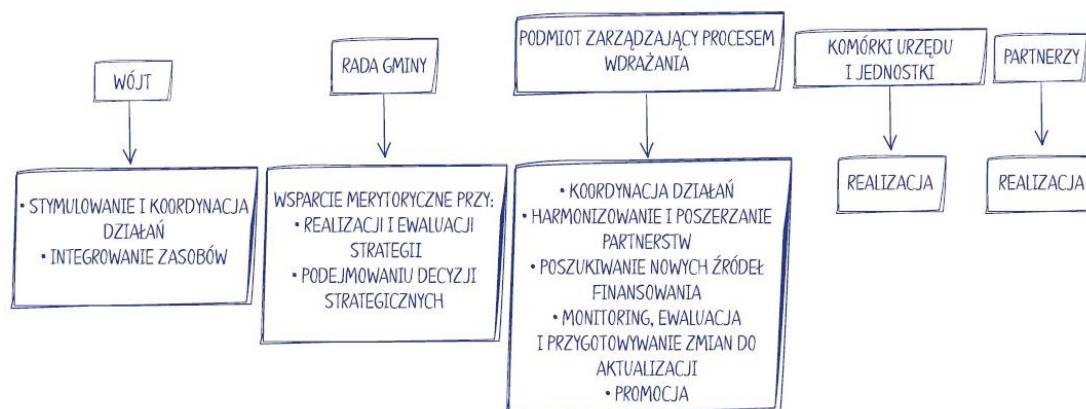 WÓJT
• STYMULOWANIE I KOORDYNACJA
DZIAŁAŃ
• INTEGROWANIE ZASOBÓW
RADA GMINY
WSPARCIE MERYTORYCZNE PRZY:
• REALIZACJI I EWALUACJI
STRATEGII
• PODEJMOWANIU DECYZJI
STRATEGICZNYCH
PODMIOT ZARZĄDZAJĄCY PROCESEM
WDRAŻANIA
• KOORDYNACJA DZIAŁAŃ
• HARMONIZOWANIE I POSZERZANIE
PARTNERSTW
• POSZUKIWANIE NOWYCH ŹRÓDEŁ
FINANSOWANIA
• MONITORING, EWALUACJA
I PRZYGOTOWYWANIE ZMIAN DO
AKTUALIZACJI
• PROMOCJA
KOMÓRKI URZĘDU
I JEDNOSTKI
REALIZACJA
PARTNERZY
REALIZACJA